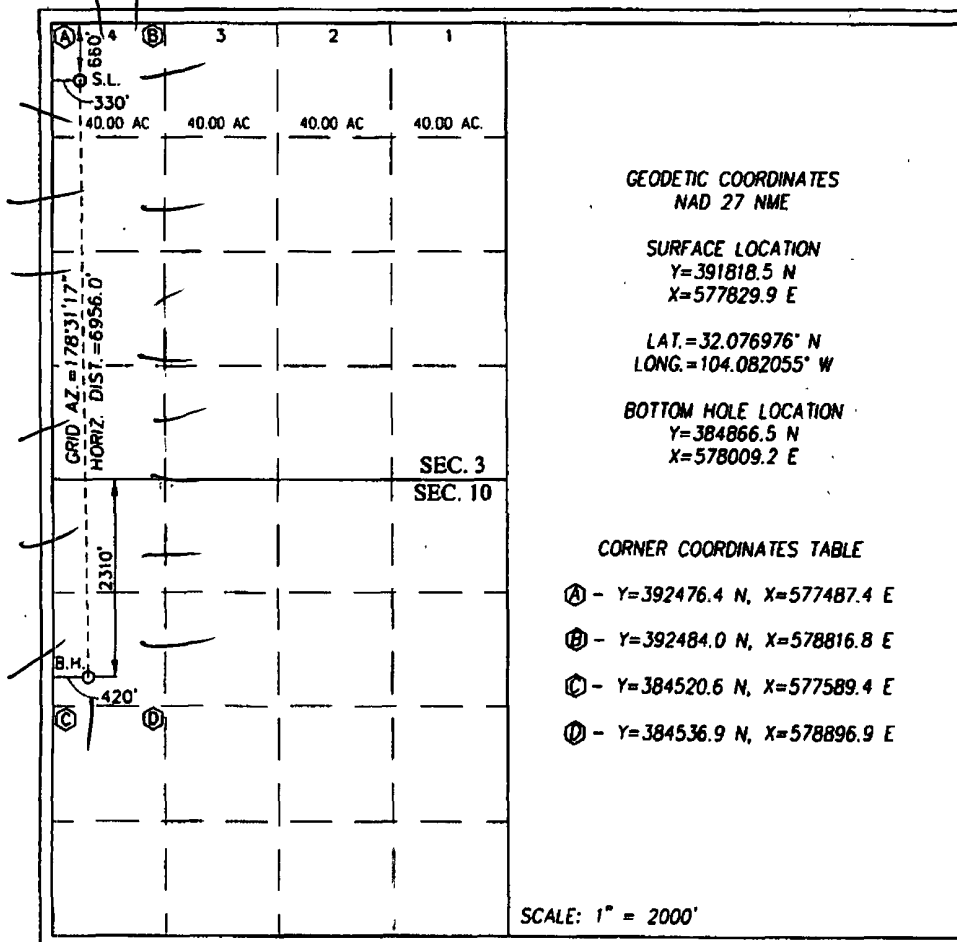 A 4 B 3 2 1
660'
S.L.
330'
40.00 AC 40.00 AC 40.00 AC 40.00 AC.
GRID AZ.=178°31'17"
HORIZ. DIST.=6956.0'
SEC. 3
SEC. 10
2310'
B.H.
420'
C D
GEODETIC COORDINATES
NAD 27 NME
SURFACE LOCATION
Y=391818.5 N
X=577829.9 E
LAT.=32.076976° N
LONG.=104.082055° W
BOTTOM HOLE LOCATION
Y=384866.5 N
X=578009.2 E
CORNER COORDINATES TABLE
A - Y=392476.4 N, X=577487.4 E
B - Y=392484.0 N, X=578816.8 E
C - Y=384520.6 N, X=577589.4 E
D - Y=384536.9 N, X=578896.9 E
SCALE: 1" = 2000'